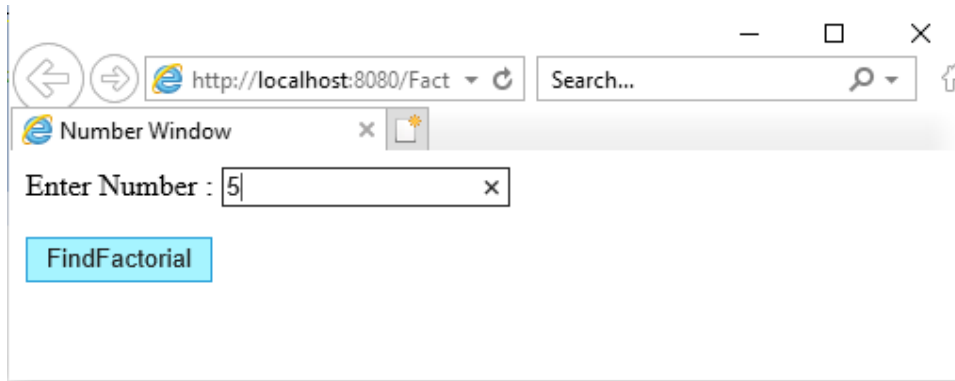 http://localhost:8080/Fact Search...
Number Window
Enter Number : 5
FindFactorial